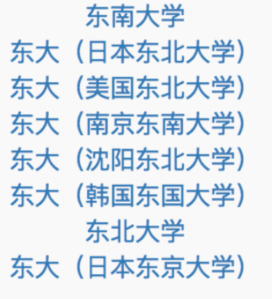 东南大学
东大（日本东北大学）
东大（美国东北大学）
东大（南京东南大学）
东大（沈阳东北大学）
东大（韩国东国大学）
东北大学
东大（日本东京大学）